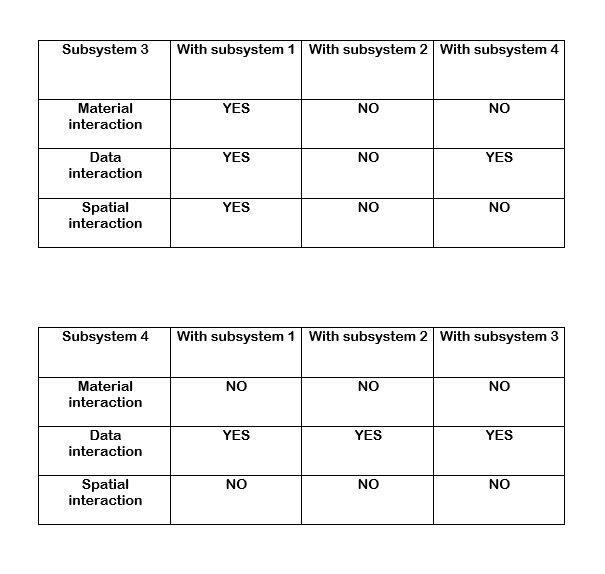 Subsystem 3 With subsystem 1 With subsystem 2 With subsystem 4
Material interaction YES NO NO
Data interaction YES NO YES
Spatial interaction YES NO NO
Subsystem 4 With subsystem 1 With subsystem 2 With subsystem 3
Material interaction NO NO NO
Data interaction YES YES YES
Spatial interaction NO NO NO